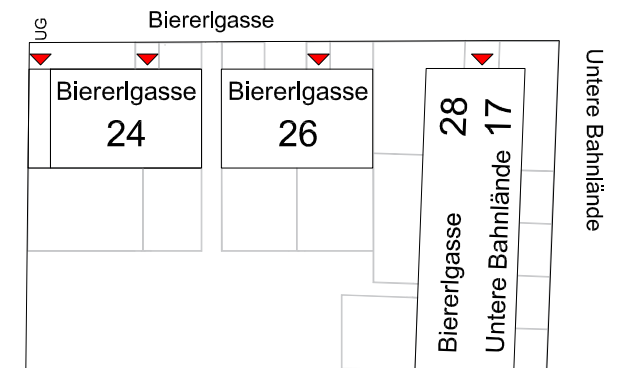 UG
Biererlgasse
Biererlgasse
24
Biererlgasse
26
Biererlgasse 28
Untere Bahnlände 17
Untere Bahnlände